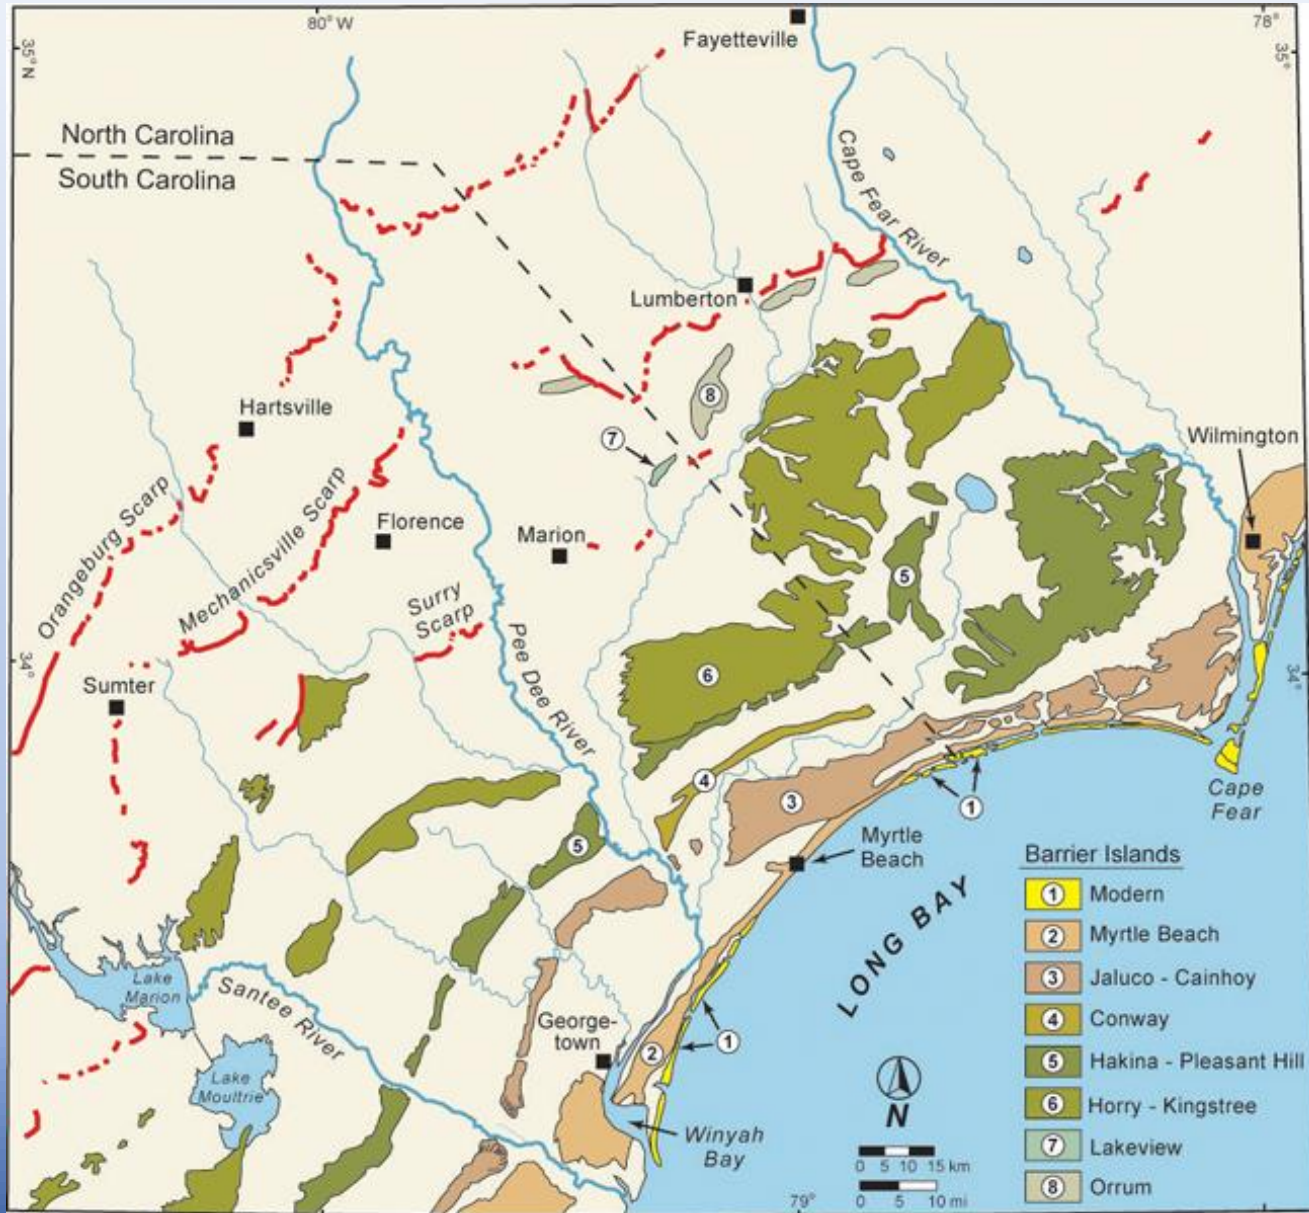 80° W
78°
35° N
35°
Fayetteville
North Carolina
South Carolina
Cape Fear River
Lumberton
Hartsville
8
7
Wilmington
Orangeburg Scarp
Mechanicsville Scarp
Florence
Marion
Surry
Scarp
5
Pee Dee River
34°
34°
Sumter
6
4
3
1
Cape
Fear
5
Myrtle
Beach
LONG BAY
Lake
Marion
Santee River
George-
town
1
2
Lake
Moultrie
Winyah
Bay
N
0 5 10 15 km
0 5 10 mi
79°
Barrier Islands
1 Modern
2 Myrtle Beach
3 Jaluco - Cainhoy
4 Conway
5 Hakina - Pleasant Hill
6 Horry - Kingstree
7 Lakeview
8 Orrum